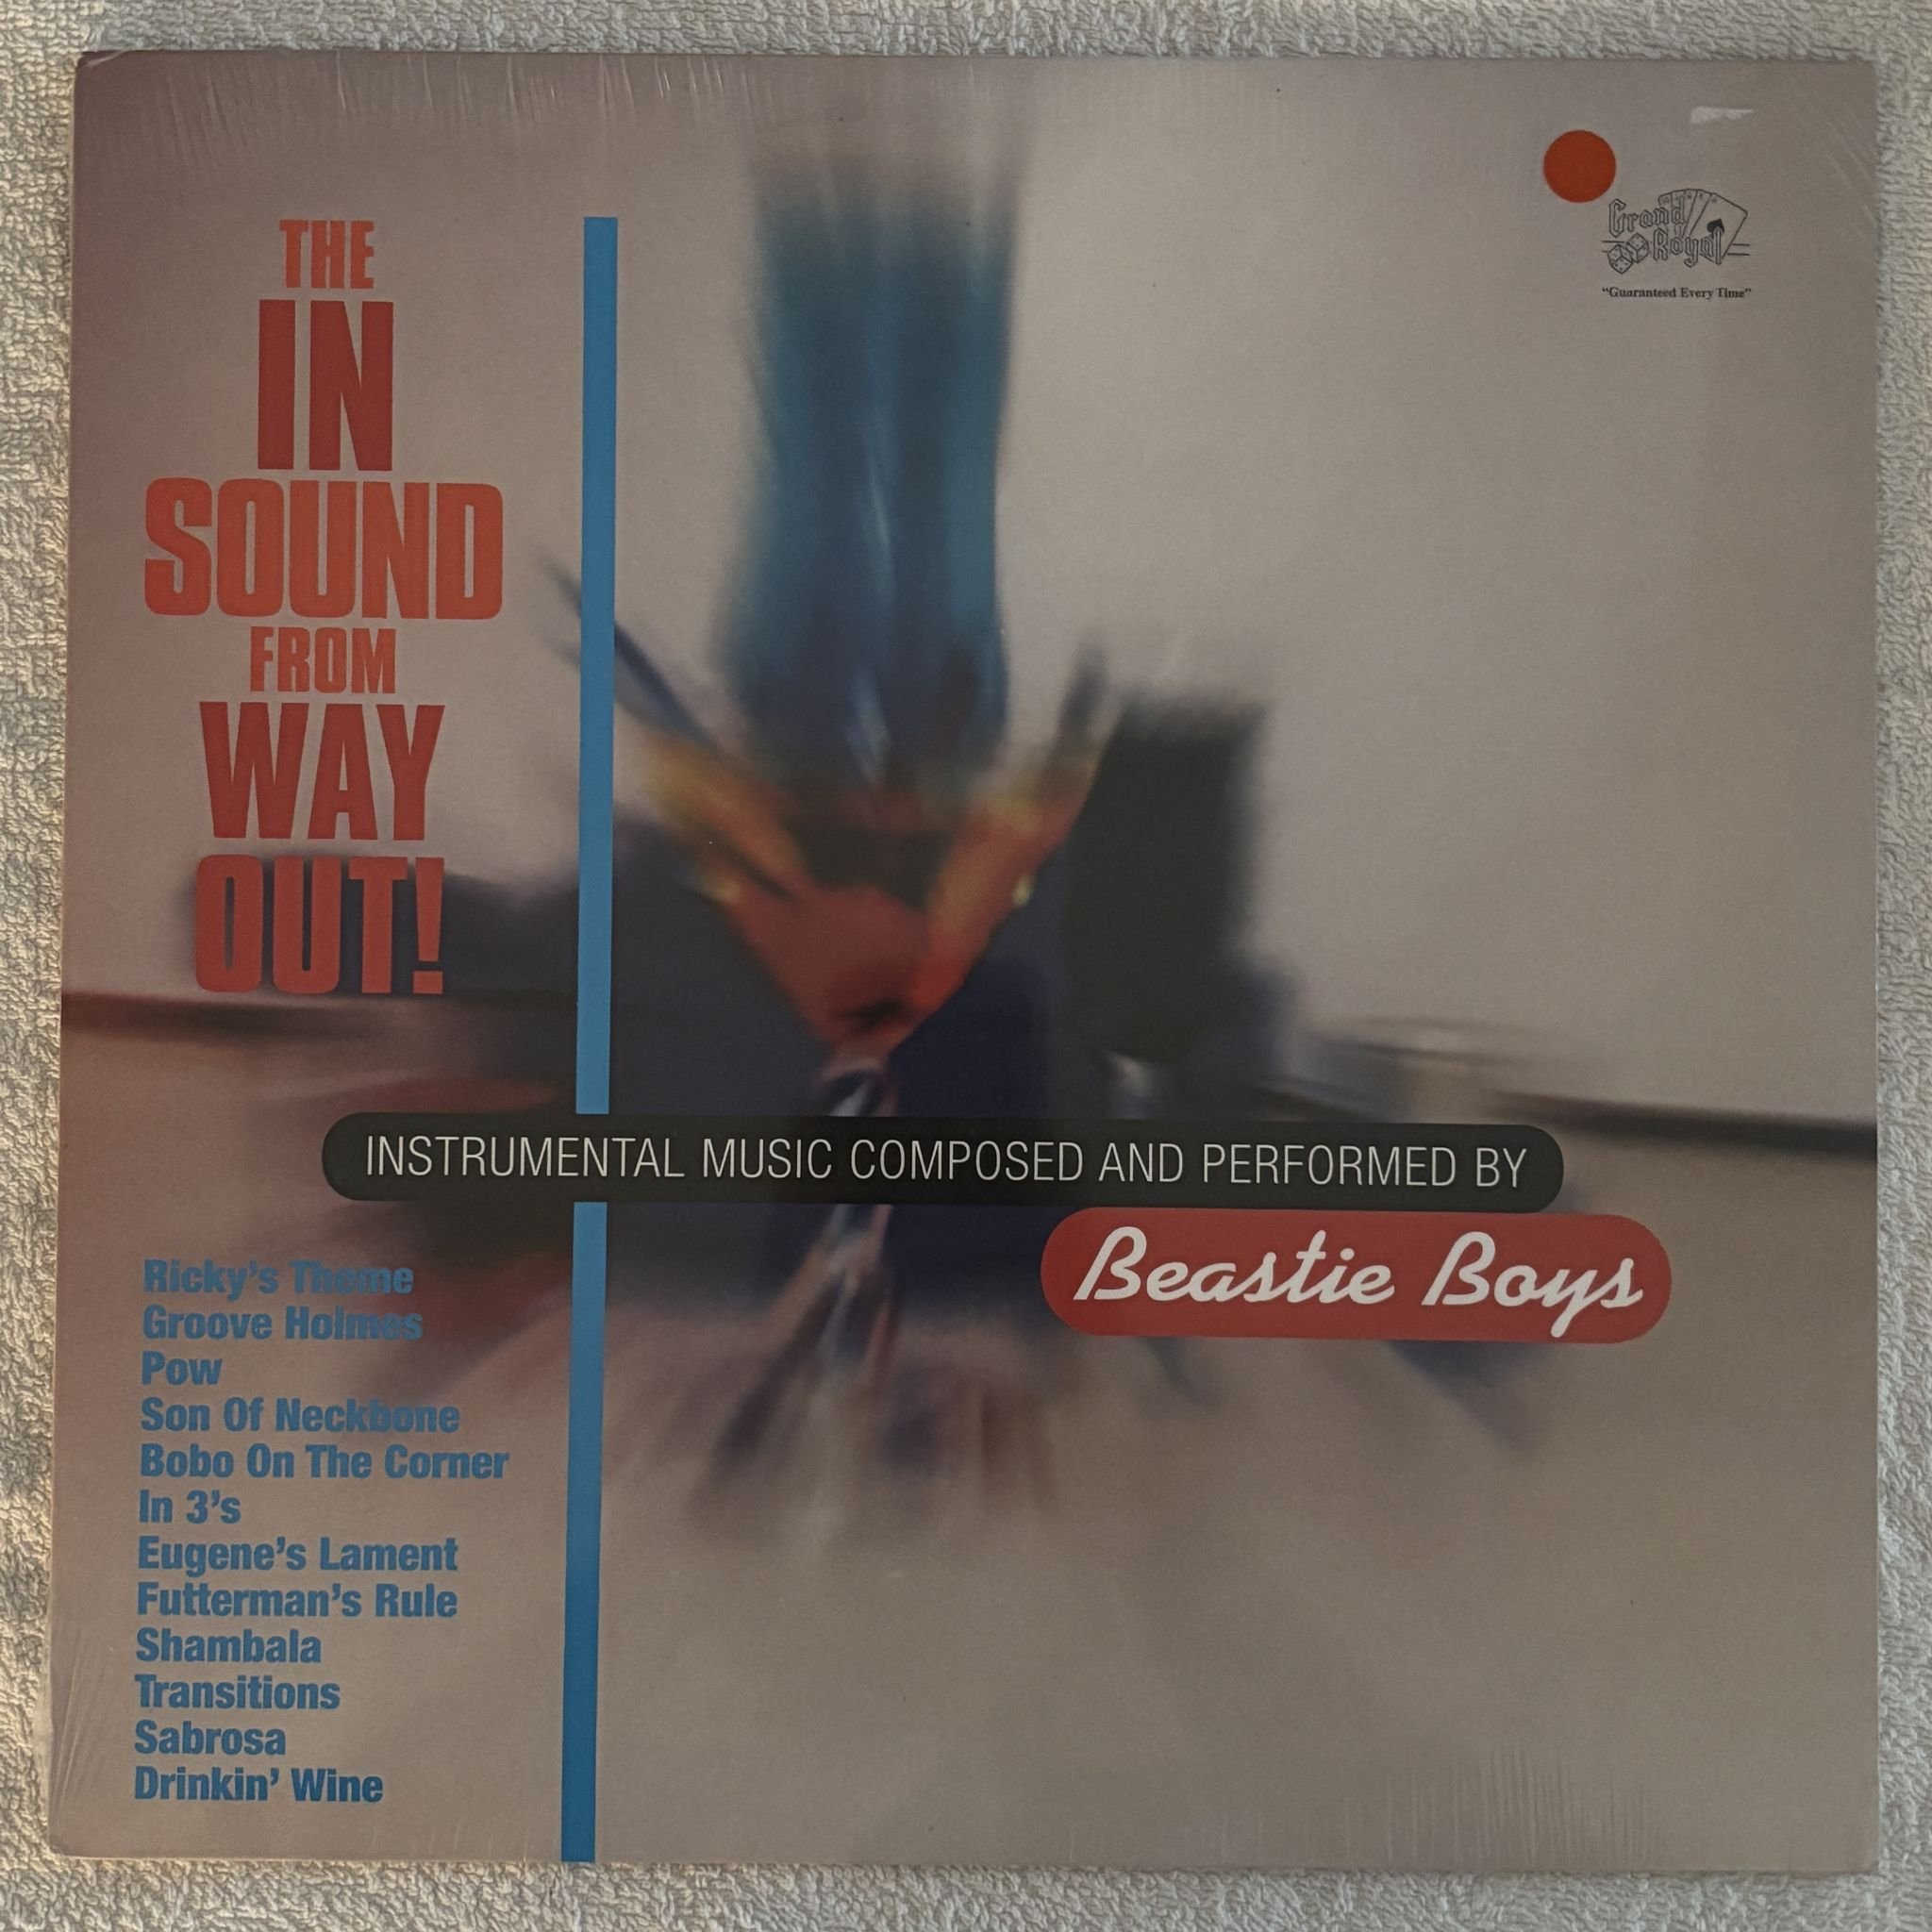 THE
IN
SOUND
FROM
WAY
OUT!
Grand
Royal
"Guaranteed Every Time"
INSTRUMENTAL MUSIC COMPOSED AND PERFORMED BY
Beastie Boys
Ricky's Theme
Groove Holmes
Pow
Son Of Neckbone
Bobo On The Corner
In 3's
Eugene's Lament
Futterman's Rule
Shambala
Transitions
Sabrosa
Drinkin' Wine